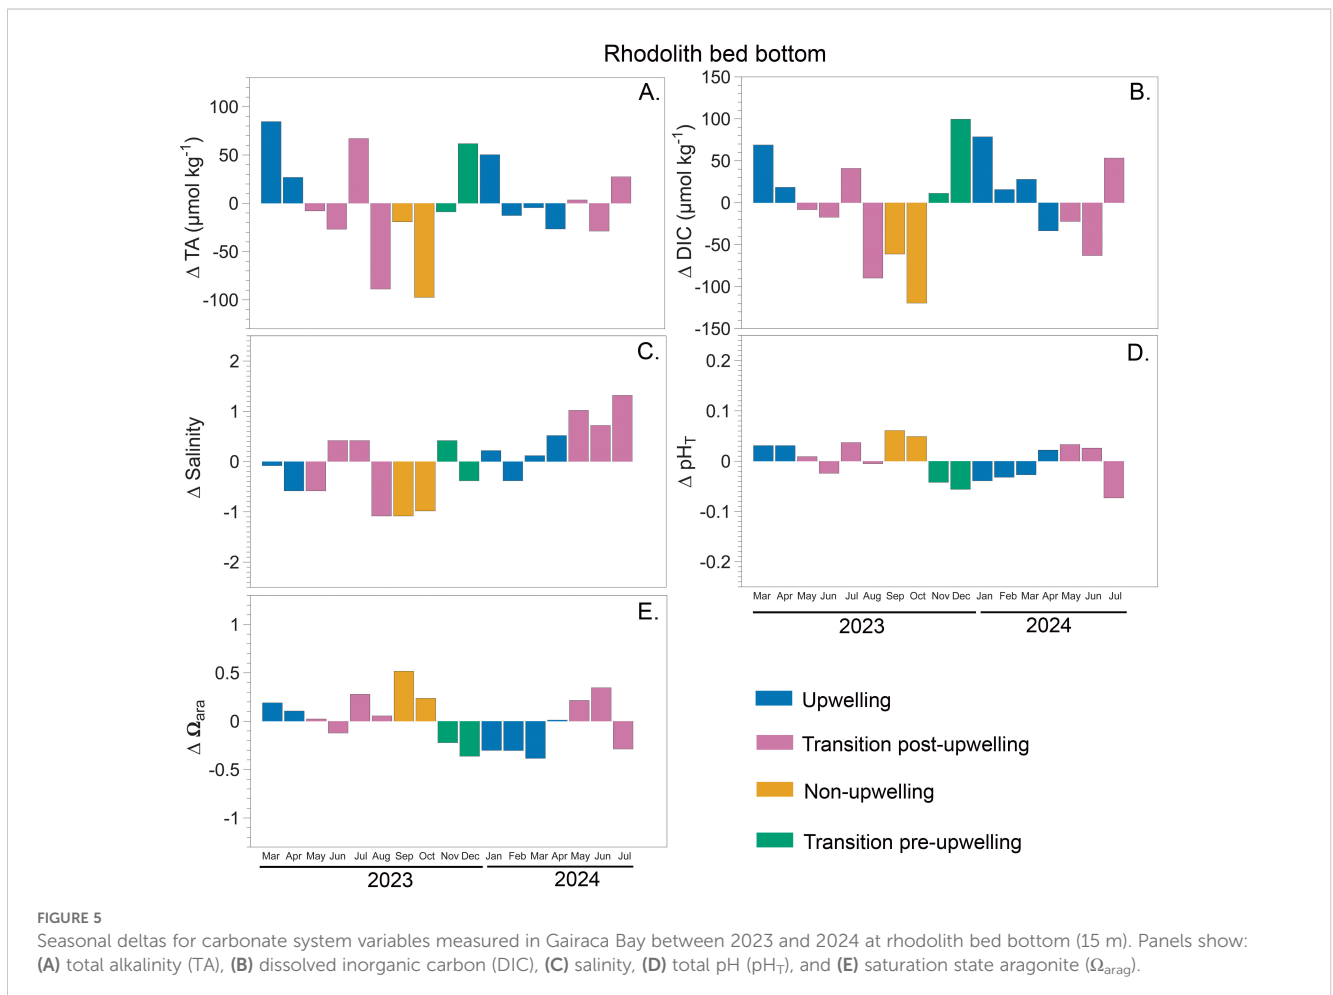 Rhodolith bed bottom
A.
Δ TA (μmol kg⁻¹)
100
50
0
-50
-100
B.
Δ DIC (μmol kg⁻¹)
150
100
50
0
-50
-100
-150
C.
Δ Salinity
2
1
0
-1
-2
D.
Δ pHT
0.2
0.1
0
-0.1
-0.2
Mar Apr May Jun Jul Aug Sep Oct Nov Dec Jan Feb Mar Apr May Jun Jul
2023 2024
E.
Δ Ωara
1
0.5
0
-0.5
-1
Mar Apr May Jun Jul Aug Sep Oct Nov Dec Jan Feb Mar Apr May Jun Jul
2023 2024
Upwelling
Transition post-upwelling
Non-upwelling
Transition pre-upwelling
FIGURE 5
Seasonal deltas for carbonate system variables measured in Gairaca Bay between 2023 and 2024 at rhodolith bed bottom (15 m). Panels show:
(A) total alkalinity (TA), (B) dissolved inorganic carbon (DIC), (C) salinity, (D) total pH (pHT), and (E) saturation state aragonite (Ωarag).